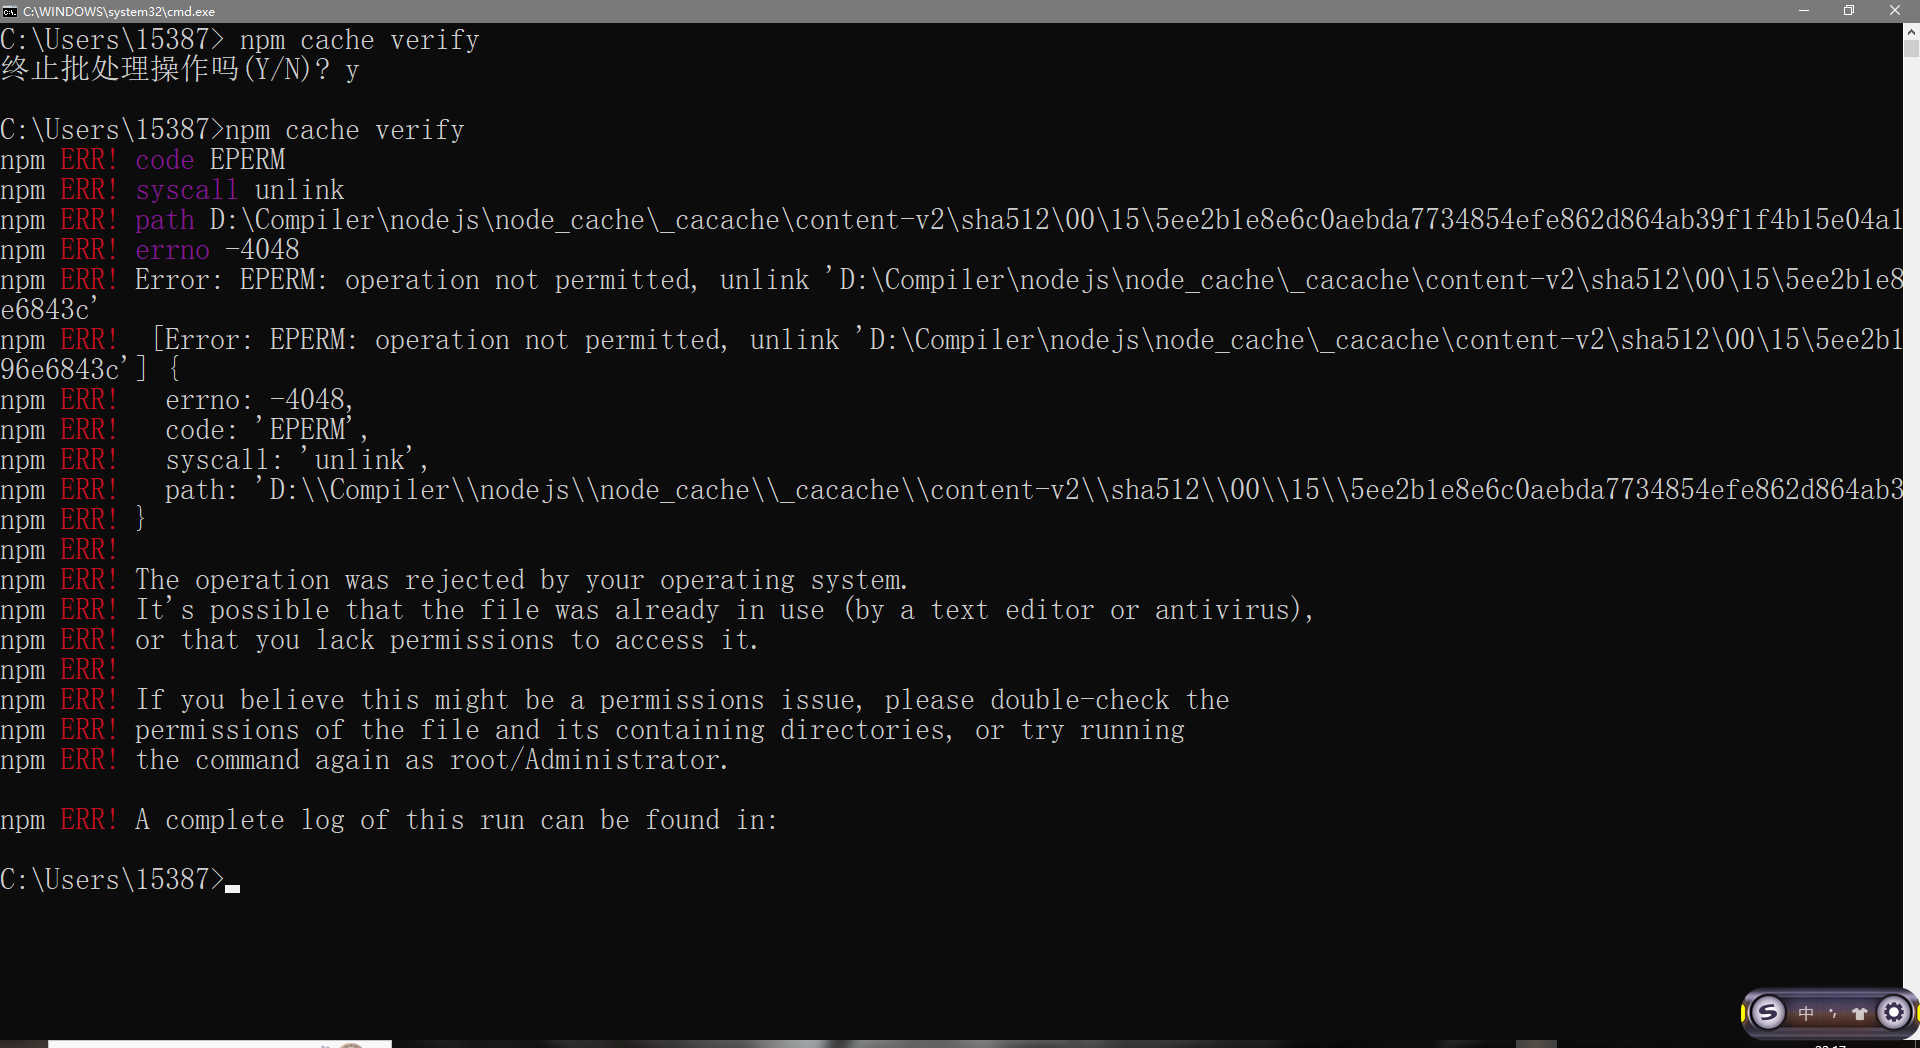 C:\WINDOWS\system32\cmd.exe
C:\Users\15387> npm cache verify
终止批处理操作吗(Y/N)? y
C:\Users\15387>npm cache verify
npm ERR! code EPERM
npm ERR! syscall unlink
npm ERR! path D:\Compiler\nodejs\node_cache\_cacache\content-v2\sha512\00\15\5ee2b1e8e6c0aebda7734854efe862d864ab39f1f4b15e04a1
npm ERR! errno -4048
npm ERR! Error: EPERM: operation not permitted, unlink 'D:\Compiler\nodejs\node_cache\_cacache\content-v2\sha512\00\15\5ee2b1e8
e6843c'
npm ERR!  [Error: EPERM: operation not permitted, unlink 'D:\Compiler\nodejs\node_cache\_cacache\content-v2\sha512\00\15\5ee2b1
96e6843c'] {
npm ERR!   errno: -4048,
npm ERR!   code: 'EPERM',
npm ERR!   syscall: 'unlink',
npm ERR!   path: 'D:\\Compiler\\nodejs\\node_cache\\_cacache\\content-v2\\sha512\\00\\15\\5ee2b1e8e6c0aebda7734854efe862d864ab3
npm ERR! }
npm ERR!
npm ERR! The operation was rejected by your operating system.
npm ERR! It's possible that the file was already in use (by a text editor or antivirus),
npm ERR! or that you lack permissions to access it.
npm ERR!
npm ERR! If you believe this might be a permissions issue, please double-check the
npm ERR! permissions of the file and its containing directories, or try running
npm ERR! the command again as root/Administrator.
npm ERR! A complete log of this run can be found in:
C:\Users\15387>
中